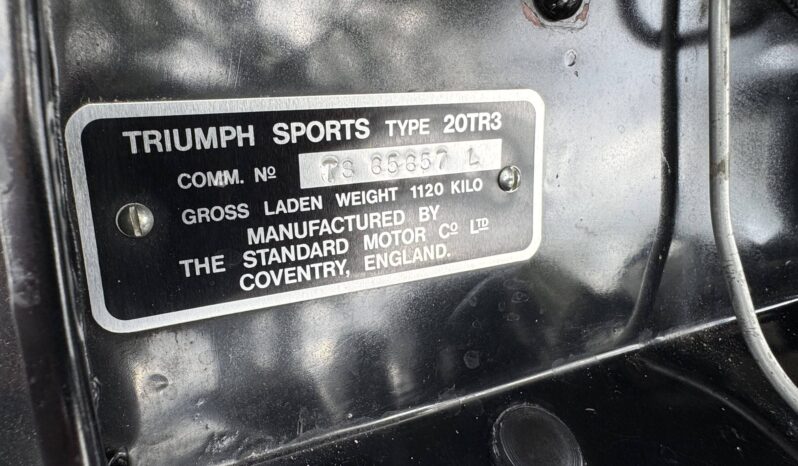 TRIUMPH SPORTS TYPE 20TR3
COMM. Nº TS 65857 L
GROSS LADEN WEIGHT 1120 KILO
MANUFACTURED BY
THE STANDARD MOTOR Cº LTD
COVENTRY, ENGLAND.